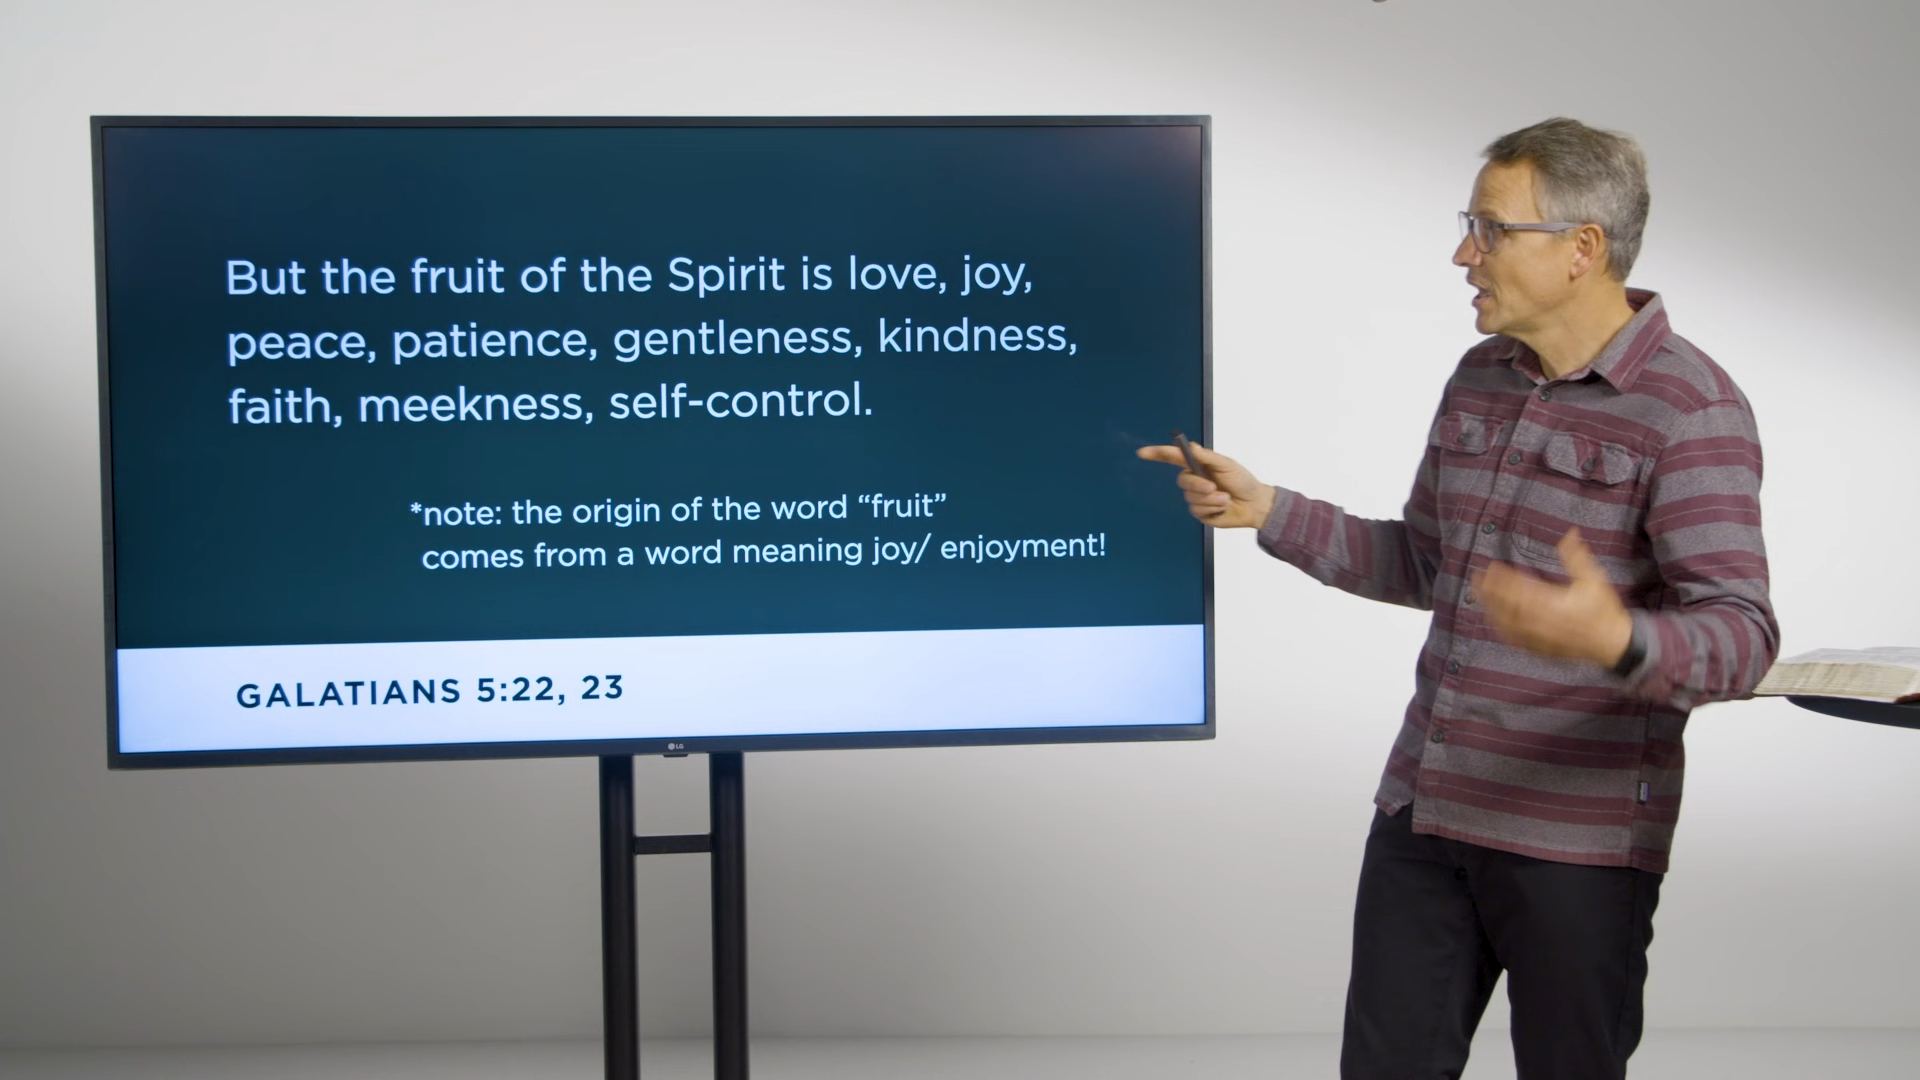 But the fruit of the Spirit is love, joy,
peace, patience, gentleness, kindness,
faith, meekness, self-control.
*note: the origin of the word “fruit”
comes from a word meaning joy/ enjoyment!
GALATIANS 5:22, 23
LG